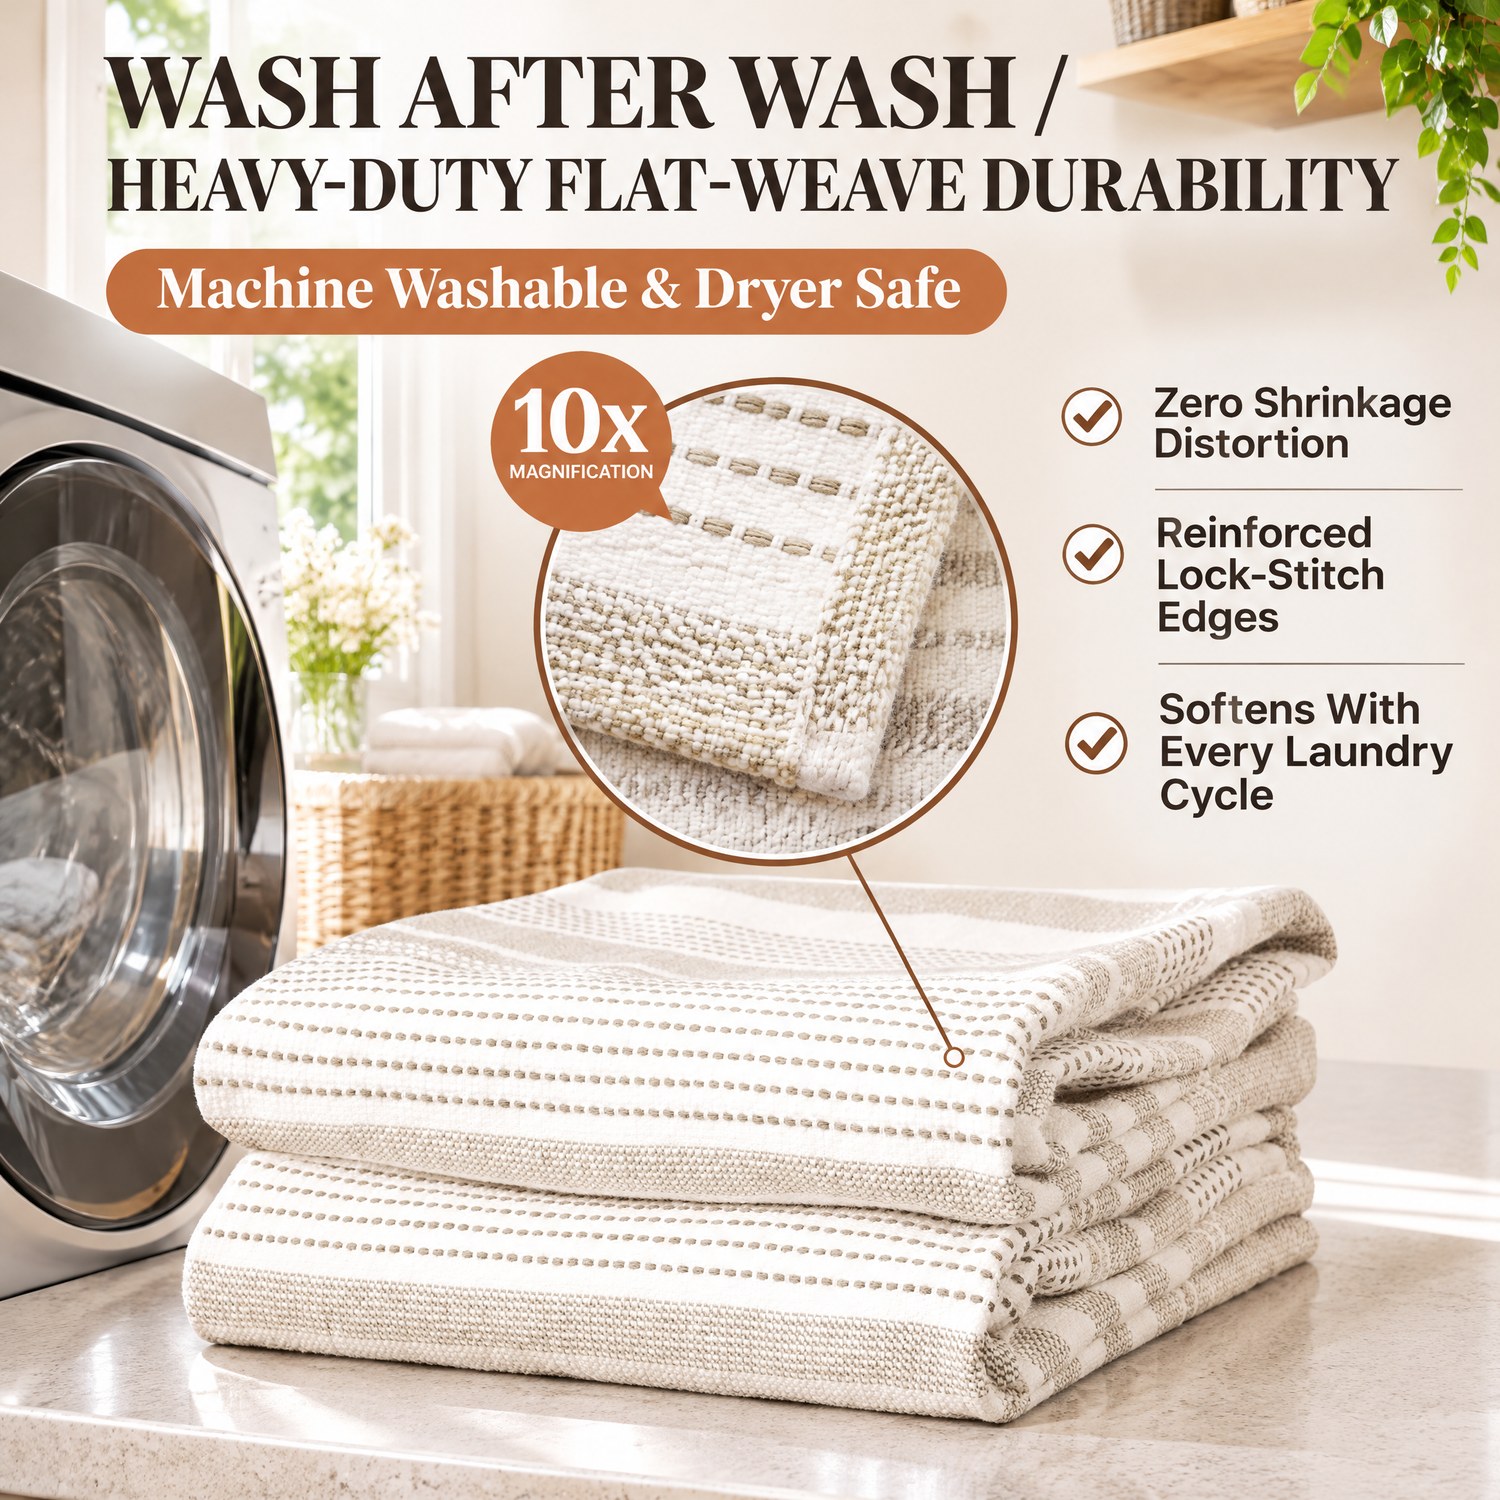 WASH AFTER WASH /
HEAVY-DUTY FLAT-WEAVE DURABILITY
Machine Washable & Dryer Safe
10x
MAGNIFICATION
Zero Shrinkage
Distortion
Reinforced
Lock-Stitch
Edges
Softens With
Every Laundry
Cycle